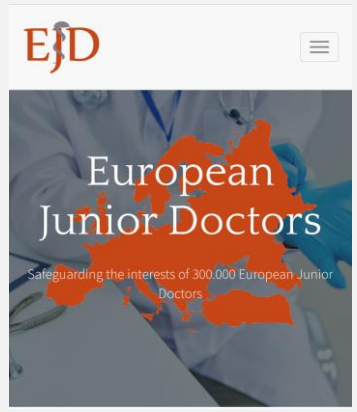 EJD
European
Junior Doctors
Safeguarding the interests of 300.000 European Junior
Doctors